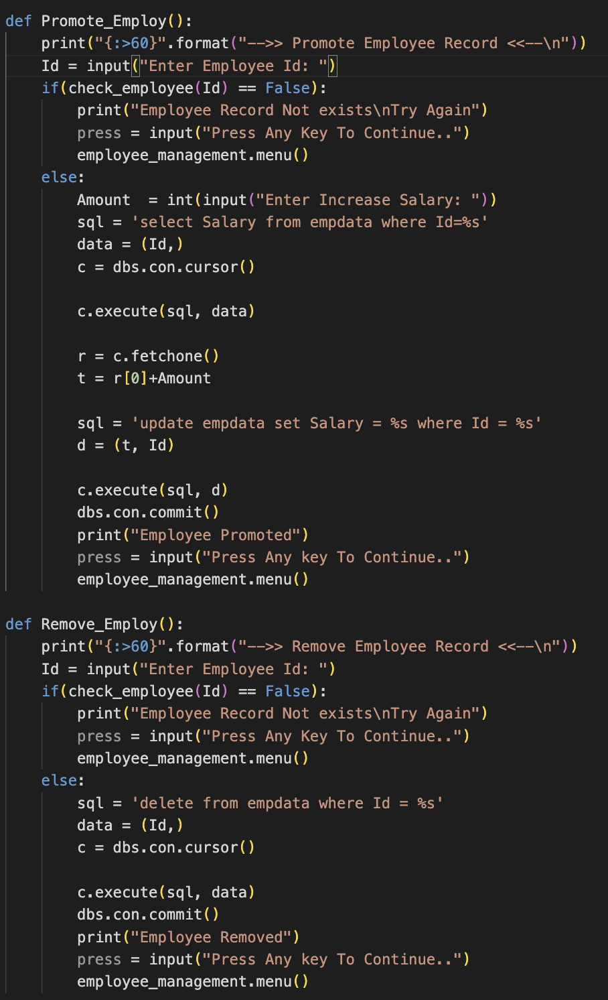 def Promote_Employ():
    print("{:>60}".format("-->> Promote Employee Record <<--\n"))
    Id = input("Enter Employee Id: ")
    if(check_employee(Id) == False):
        print("Employee Record Not exists\nTry Again")
        press = input("Press Any Key To Continue..")
        employee_management.menu()
    else:
        Amount  = int(input("Enter Increase Salary: "))
        sql = 'select Salary from empdata where Id=%s'
        data = (Id,)
        c = dbs.con.cursor()

        c.execute(sql, data)

        r = c.fetchone()
        t = r[0]+Amount

        sql = 'update empdata set Salary = %s where Id = %s'
        d = (t, Id)

        c.execute(sql, d)
        dbs.con.commit()
        print("Employee Promoted")
        press = input("Press Any key To Continue..")
        employee_management.menu()

def Remove_Employ():
    print("{:>60}".format("-->> Remove Employee Record <<--\n"))
    Id = input("Enter Employee Id: ")
    if(check_employee(Id) == False):
        print("Employee Record Not exists\nTry Again")
        press = input("Press Any Key To Continue..")
        employee_management.menu()
    else:
        sql = 'delete from empdata where Id = %s'
        data = (Id,)
        c = dbs.con.cursor()

        c.execute(sql, data)
        dbs.con.commit()
        print("Employee Removed")
        press = input("Press Any key To Continue..")
        employee_management.menu()